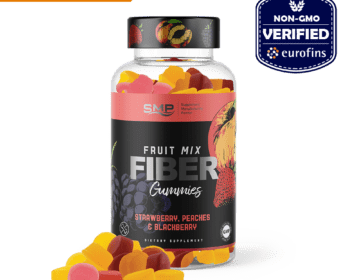 NON-GMO
VERIFIED
eurofins
SMP
FRUIT MIX
FIBER
Gummies
STRAWBERRY, PEACHES
& BLACKBERRY
DIETARY SUPPLEMENT